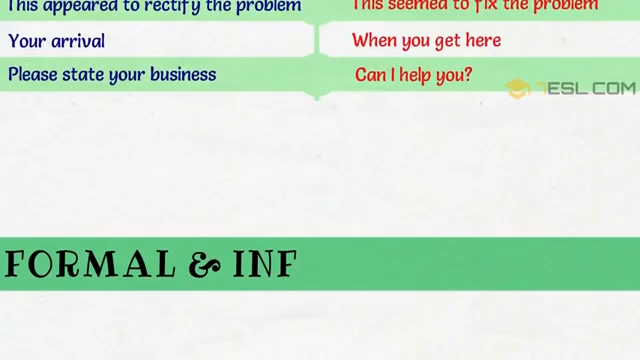 This appeared to rectify the problem This seemed to fix the problem
Your arrival When you get here
Please state your business Can I help you?
7ESL.COM
FORMAL & INF